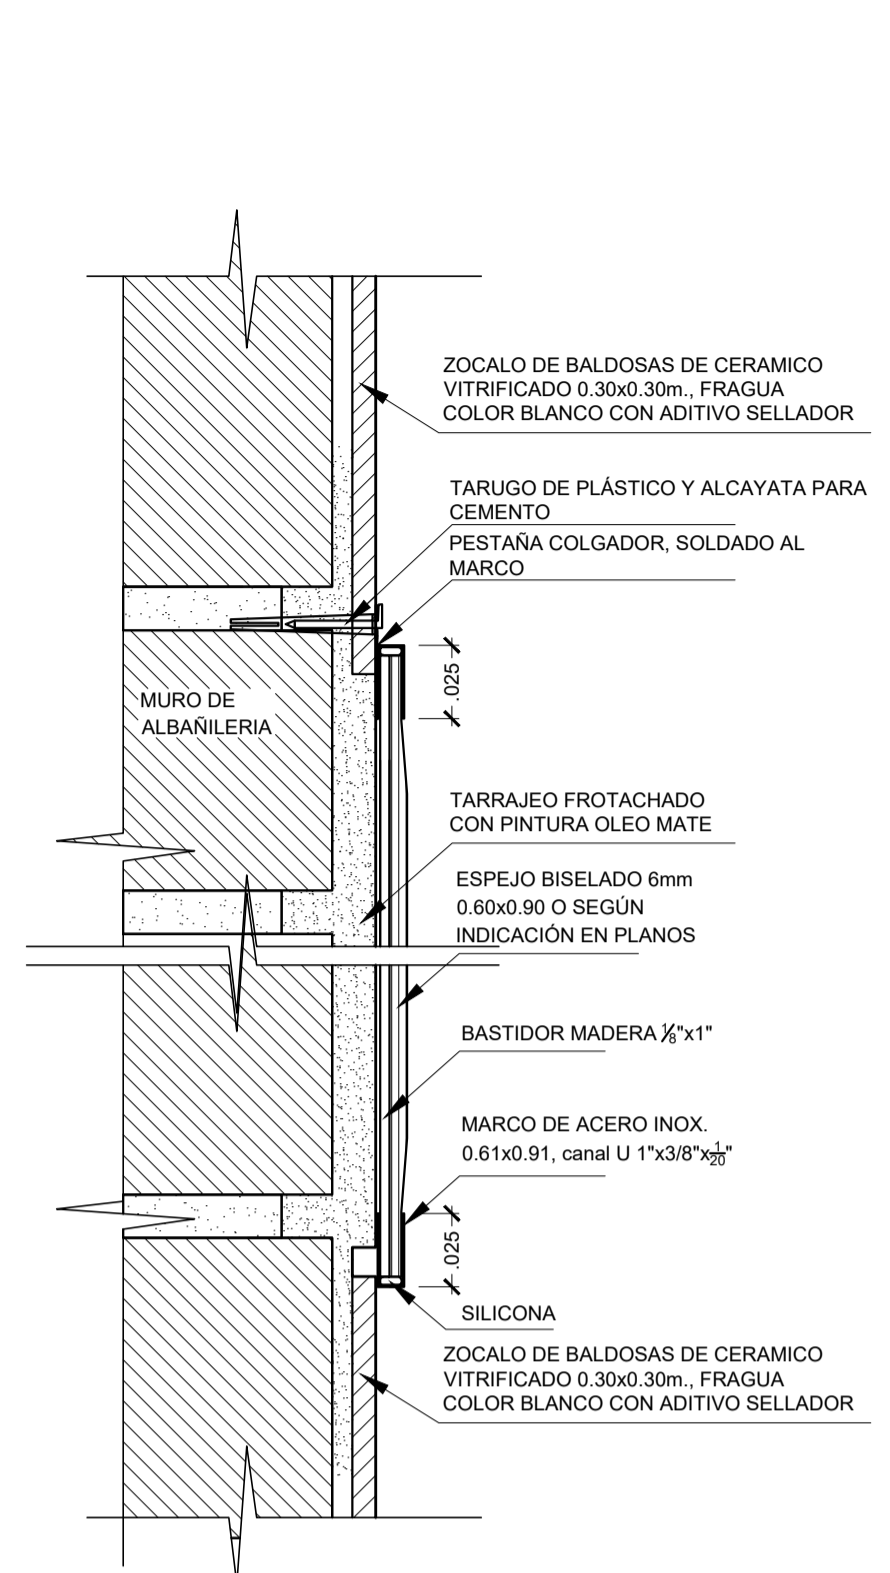 ZOCALO DE BALDOSAS DE CERAMICO
VITRIFICADO 0.30x0.30m., FRAGUA
COLOR BLANCO CON ADITIVO SELLADOR
TARUGO DE PLÁSTICO Y ALCAYATA PARA
CEMENTO
PESTAÑA COLGADOR, SOLDADO AL
MARCO
.025
MURO DE
ALBAÑILERIA
TARRAJEO FROTACHADO
CON PINTURA OLEO MATE
ESPEJO BISELADO 6mm
0.60x0.90 O SEGÚN
INDICACIÓN EN PLANOS
BASTIDOR MADERA 1/8"x1"
MARCO DE ACERO INOX.
0.61x0.91, canal U 1"x3/8"x1/20"
.025
SILICONA
ZOCALO DE BALDOSAS DE CERAMICO
VITRIFICADO 0.30x0.30m., FRAGUA
COLOR BLANCO CON ADITIVO SELLADOR